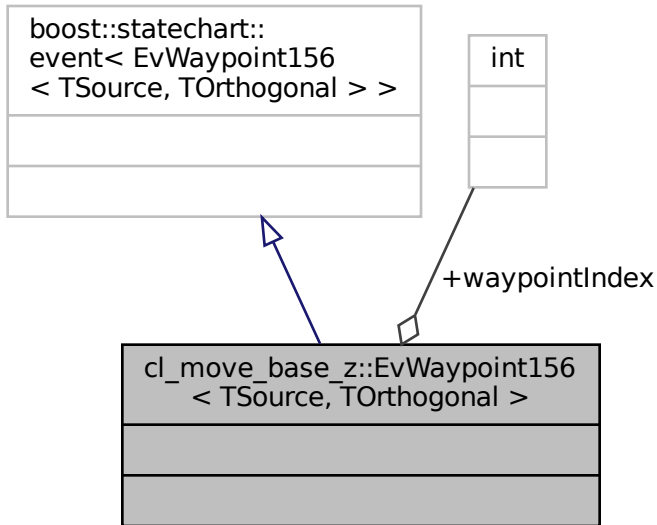 boost::statechart::
event< EvWaypoint156
< TSource, TOrthogonal > >
int
+waypointIndex
cl_move_base_z::EvWaypoint156
< TSource, TOrthogonal >